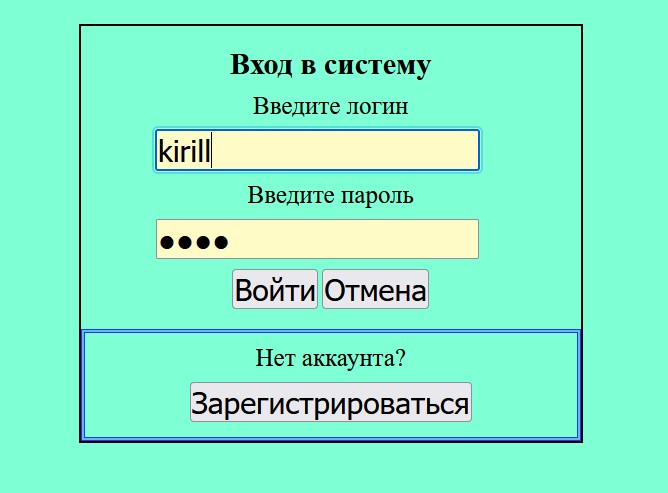 Вход в систему
Введите логин
kirill
Введите пароль
●●●●
Войти Отмена
Нет аккаунта?
Зарегистрироваться